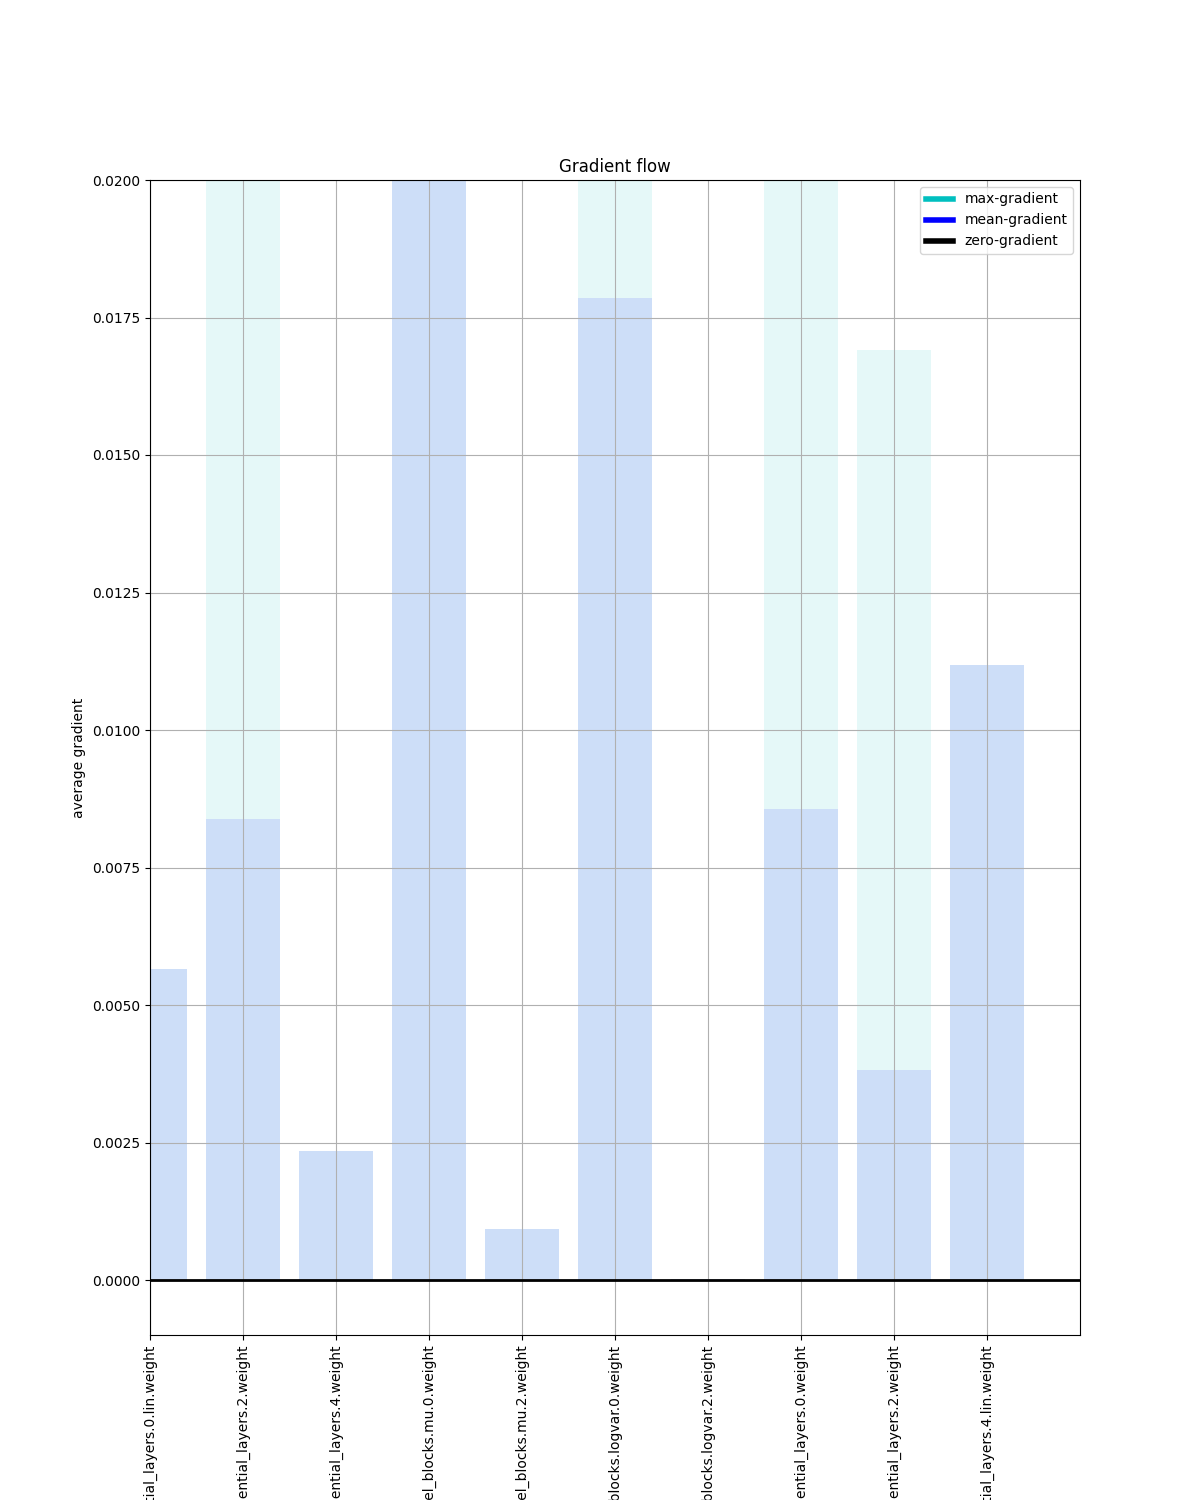 Gradient flow
max-gradient
mean-gradient
zero-gradient
average gradient
0.0200
0.0175
0.0150
0.0125
0.0100
0.0075
0.0050
0.0025
0.0000
tial_layers.0.lin.weight
ential_layers.2.weight
ential_layers.4.weight
el_blocks.mu.0.weight
el_blocks.mu.2.weight
blocks.logvar.0.weight
blocks.logvar.2.weight
ential_layers.0.weight
ential_layers.2.weight
tial_layers.4.lin.weight